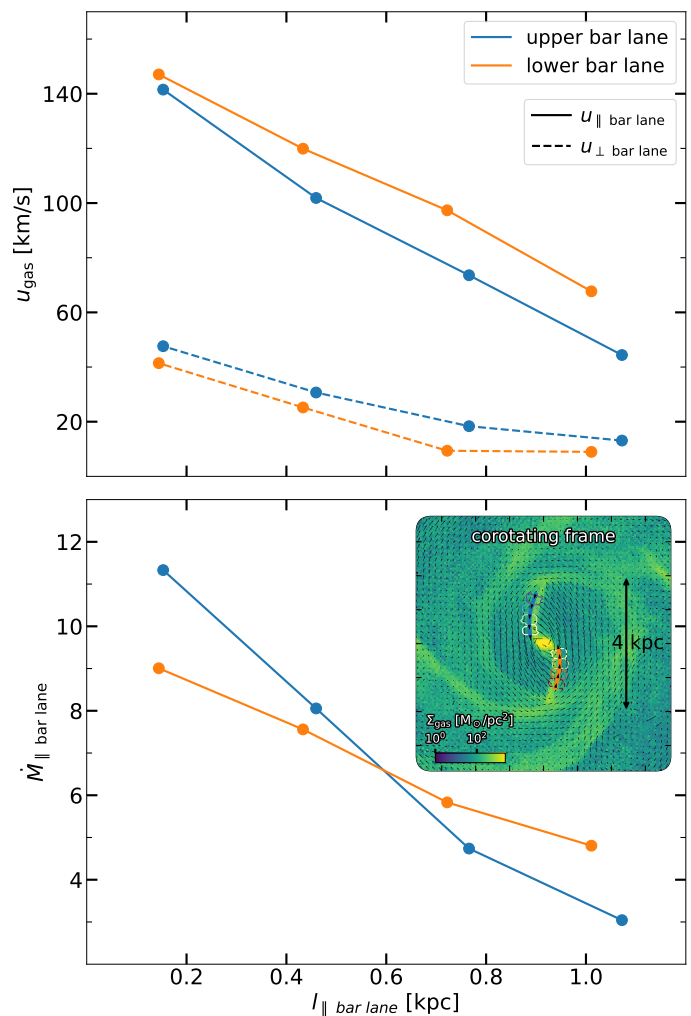 upper bar lane
lower bar lane
u∥ bar lane
u⊥ bar lane
140
100
60
20
u_gas [km/s]
12
10
8
6
4
Ṁ∥ bar lane
corotating frame
4 kpc
Σ_gas [M⊙/pc²]
10⁰ 10²
0.2 0.4 0.6 0.8 1.0
l∥ bar lane [kpc]